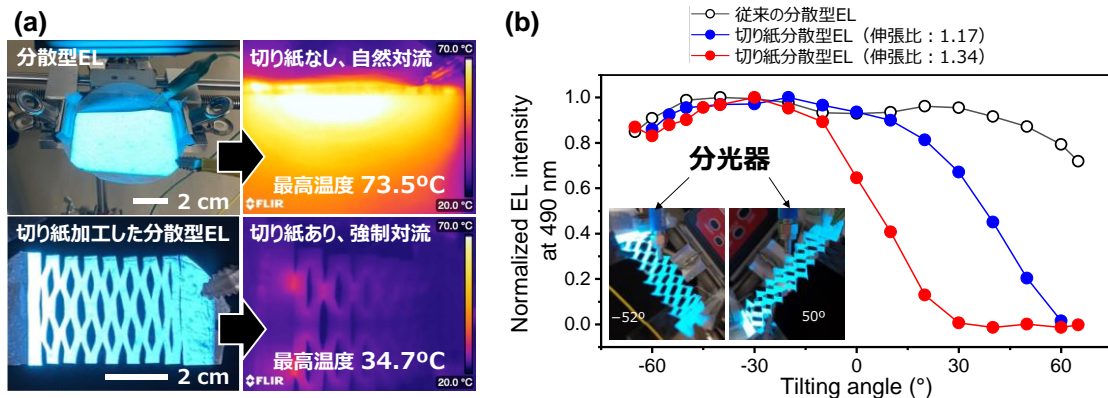 (a)
分散型EL
2 cm
切り紙なし、自然対流
70.0 ℃
最高温度 73.5℃
FLIR
20.0 ℃
切り紙加工した分散型EL
2 cm
切り紙あり、強制対流
70.0 ℃
最高温度 34.7℃
FLIR
20.0 ℃
(b)
従来の分散型EL
切り紙分散型EL(伸張比:1.17)
切り紙分散型EL(伸張比:1.34)
Normalized EL intensity
at 490 nm
1.0
0.8
0.6
0.4
0.2
0.0
分光器
−52º
50º
-60
-30
0
30
60
Tilting angle (°)